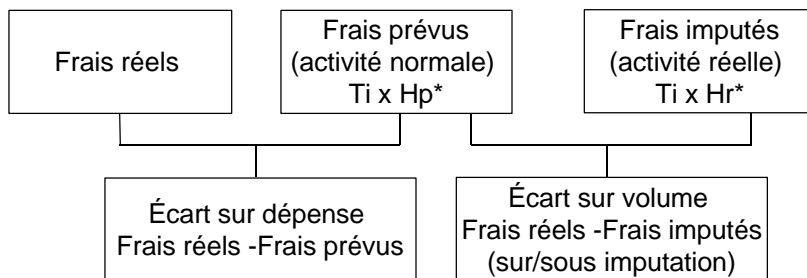 Frais réels
Frais prévus
(activité normale)
Ti x Hp*
Frais imputés
(activité réelle)
Ti x Hr*
Écart sur dépense
Frais réels -Frais prévus
Écart sur volume
Frais réels -Frais imputés
(sur/sous imputation)